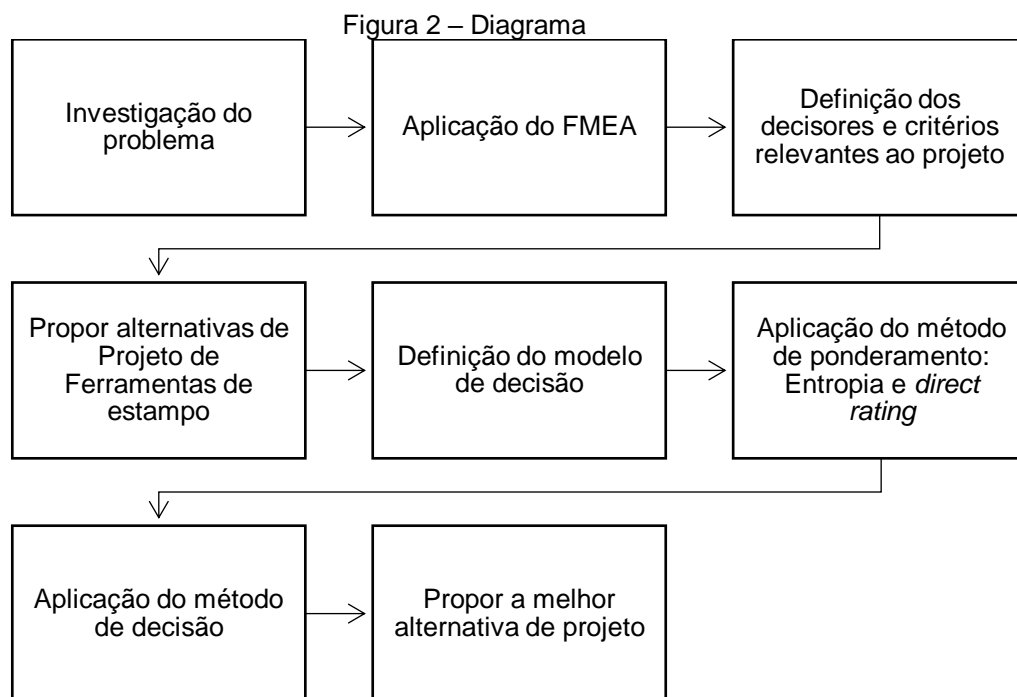 Figura 2 – Diagrama
Investigação do
problema
Aplicação do FMEA
Definição dos
decisores e critérios
relevantes ao projeto
Propor alternativas de
Projeto de
Ferramentas de
estampo
Definição do modelo
de decisão
Aplicação do método
de ponderamento:
Entropia e direct
rating
Aplicação do método
de decisão
Propor a melhor
alternativa de projeto